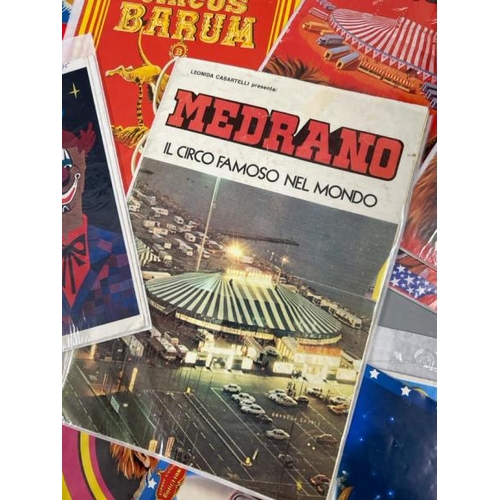 CIRCUS
BARUM
B
LEONIDA CASARTELLI presenta:
MEDRANO
IL CIRCO FAMOSO NEL MONDO